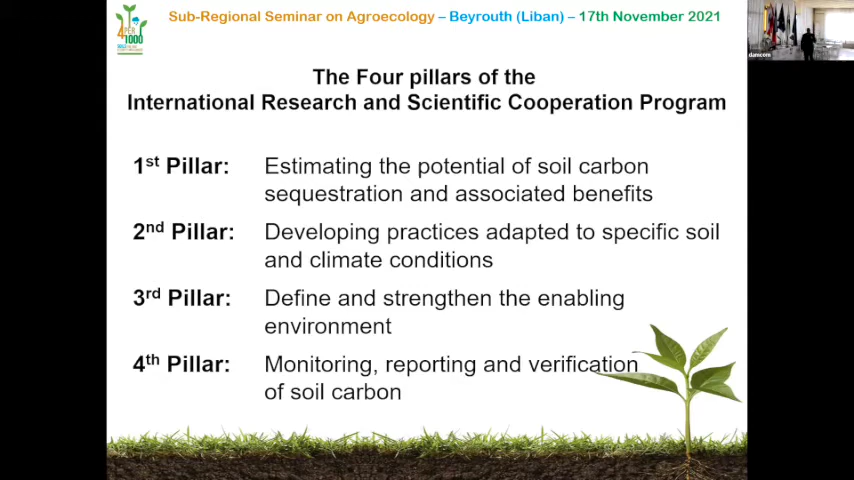 Sub-Regional Seminar on Agroecology – Beyrouth (Liban) – 17th November 2021
4PER
1000
The Four pillars of the
International Research and Scientific Cooperation Program
1st Pillar: Estimating the potential of soil carbon
sequestration and associated benefits
2nd Pillar: Developing practices adapted to specific soil
and climate conditions
3rd Pillar: Define and strengthen the enabling
environment
4th Pillar: Monitoring, reporting and verification
of soil carbon